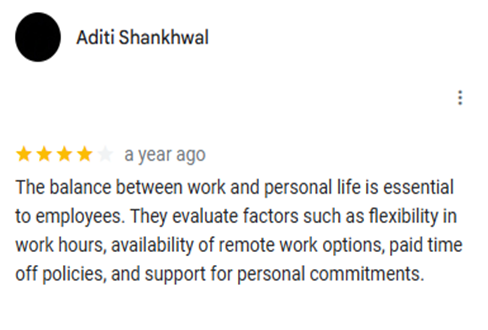 Aditi Shankhwal
a year ago
The balance between work and personal life is essential
to employees. They evaluate factors such as flexibility in
work hours, availability of remote work options, paid time
off policies, and support for personal commitments.